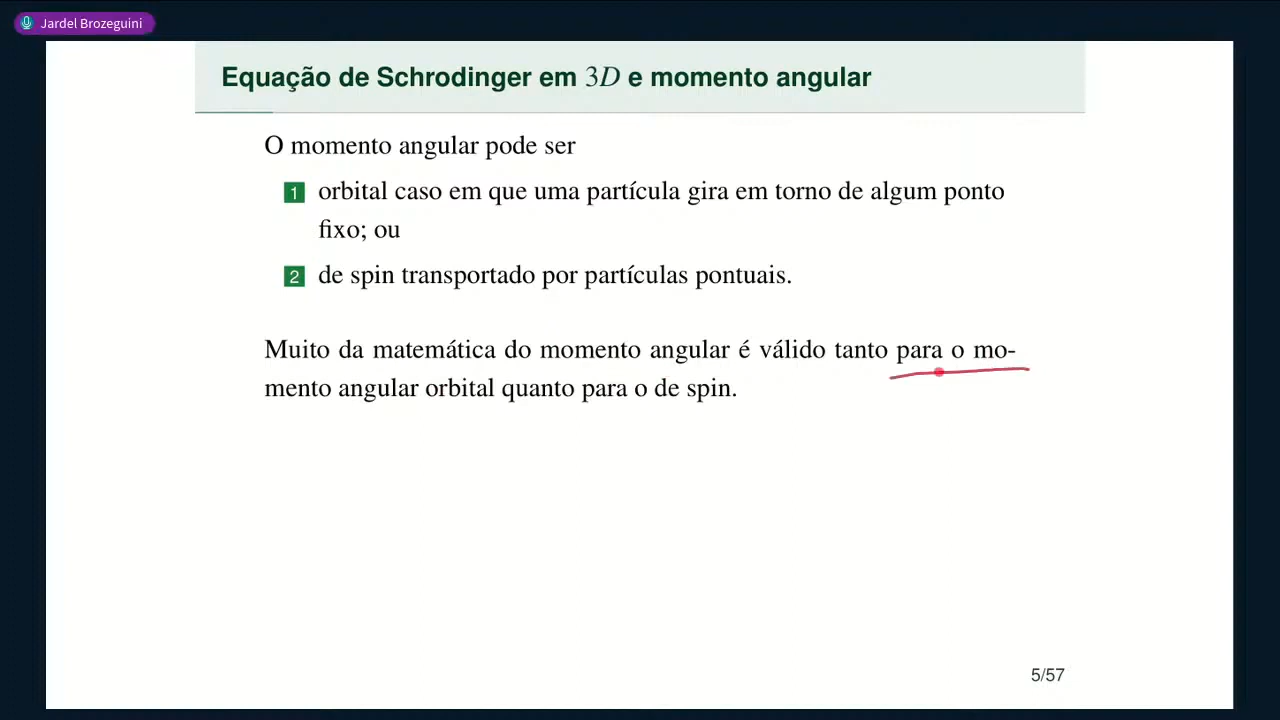 Jardel Brozeguini
Equação de Schrodinger em 3D e momento angular
O momento angular pode ser
1 orbital caso em que uma partícula gira em torno de algum ponto
fixo; ou
2 de spin transportado por partículas pontuais.
Muito da matemática do momento angular é válido tanto para o mo-
mento angular orbital quanto para o de spin.
5/57